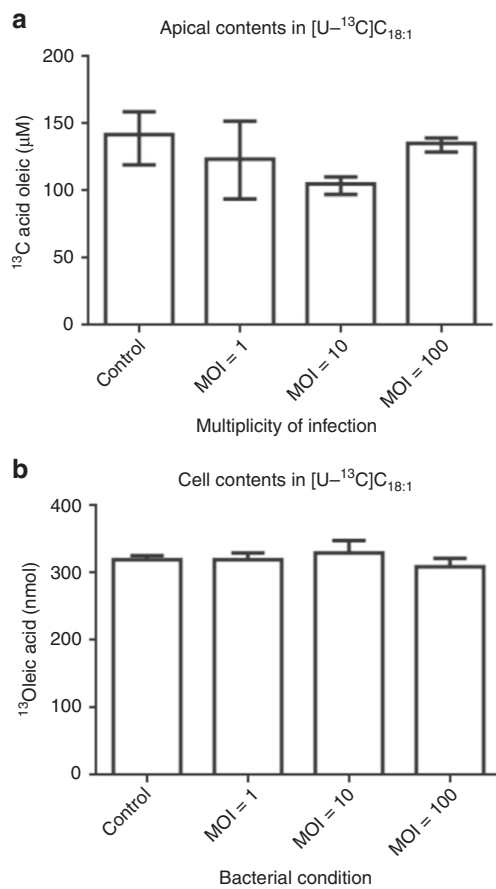 a
Apical contents in [U–¹³C]C₁₈:₁
200
150
100
50
0
¹³C acid oleic (μM)
Control
MOI = 1
MOI = 10
MOI = 100
Multiplicity of infection
b
Cell contents in [U–¹³C]C₁₈:₁
400
300
200
100
0
¹³Oleic acid (nmol)
Control
MOI = 1
MOI = 10
MOI = 100
Bacterial condition